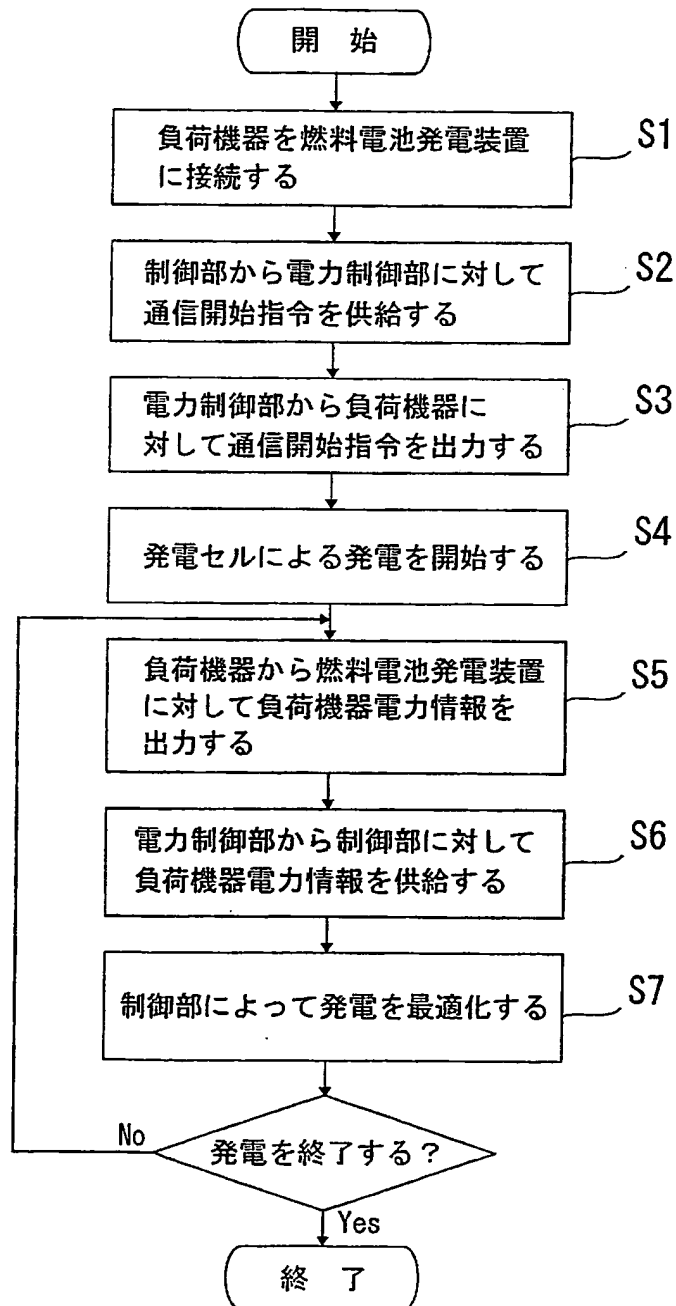 開 始
負荷機器を燃料電池発電装置
に接続する
S1
制御部から電力制御部に対して
通信開始指令を供給する
S2
電力制御部から負荷機器に
対して通信開始指令を出力する
S3
発電セルによる発電を開始する
S4
負荷機器から燃料電池発電装置
に対して負荷機器電力情報を
出力する
S5
電力制御部から制御部に対して
負荷機器電力情報を供給する
S6
制御部によって発電を最適化する
S7
No
発電を終了する?
Yes
終 了